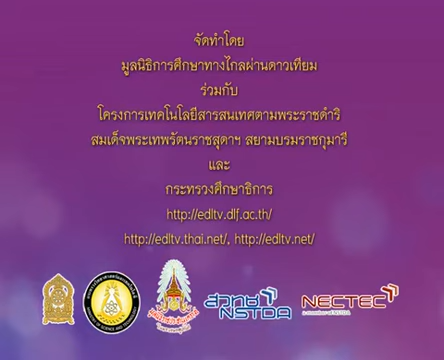 จัดทำโดย
มูลนิธิการศึกษาทางไกลผ่านดาวเทียม
ร่วมกับ
โครงการเทคโนโลยีสารสนเทศตามพระราชดำริ
สมเด็จพระเทพรัตนราชสุดาฯ สยามบรมราชกุมารี
และ
กระทรวงศึกษาธิการ
http://edltv.dlf.ac.th/
http://edltv.thai.net/, http://edltv.net/
สวทช
NSTDA
NECTEC
a member of NSTDA